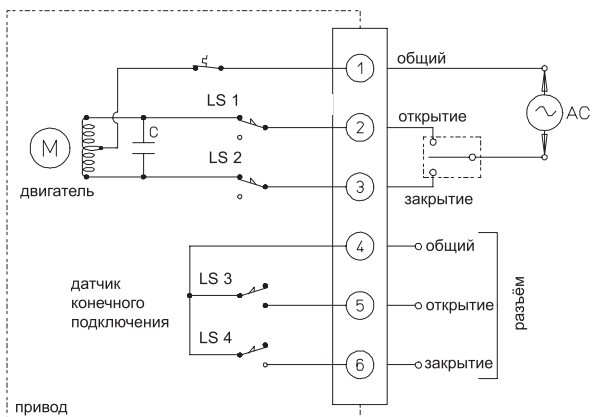 общий
1
LS 1
открытие
2
C
AC
M
LS 2
3
двигатель
закрытие
4
общий
LS 3
датчик
конечного
подключения
5
открытие
разъём
LS 4
6
закрытие
привод